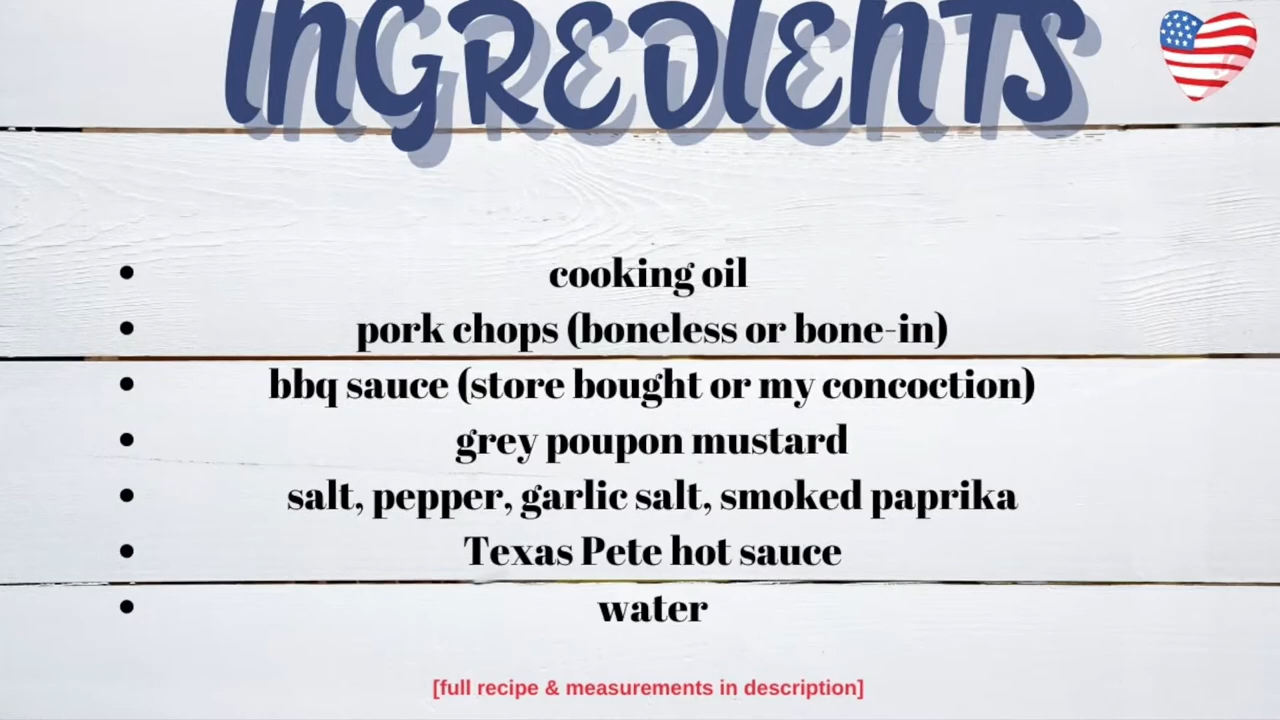 INGREDIENTS
cooking oil
pork chops (boneless or bone-in)
bbq sauce (store bought or my concoction)
grey poupon mustard
salt, pepper, garlic salt, smoked paprika
Texas Pete hot sauce
water
[full recipe & measurements in description]